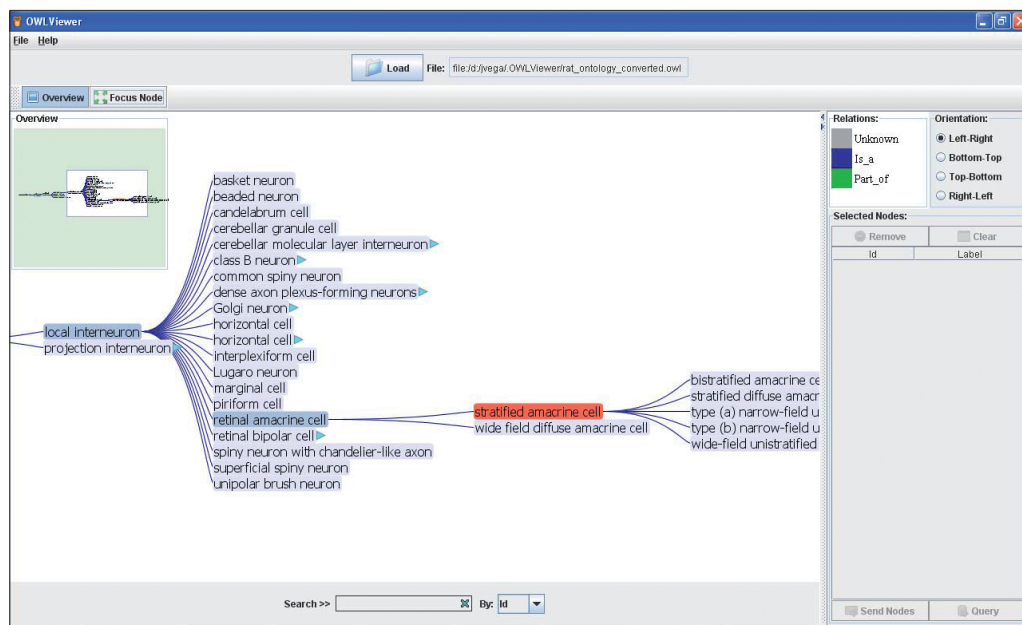 OWLViewer
File Help
Load File: file:/d:/jvega/.OWLViewer/rat_ontology_converted.owl
Overview Focus Node
Overview
basket neuron
beaded neuron
candelabrum cell
cerebellar granule cell
cerebellar molecular layer interneuron
class B neuron
common spiny neuron
dense axon plexus-forming neurons
Golgi neuron
horizontal cell
local interneuron
horizontal cell
projection interneuron
interplexiform cell
Lugaro neuron
marginal cell
piriform cell
retinal amacrine cell
retinal bipolar cell
spiny neuron with chandelier-like axon
superficial spiny neuron
unipolar brush neuron
stratified amacrine cell
wide field diffuse amacrine cell
bistratified amacrine ce
stratified diffuse amacr
type (a) narrow-field u
type (b) narrow-field u
wide-field unistratified
Relations:
Unknown
Is_a
Part_of
Orientation:
Left-Right
Bottom-Top
Top-Bottom
Right-Left
Selected Nodes:
Remove Clear
Id Label
Search >> By: Id
Send Nodes Query